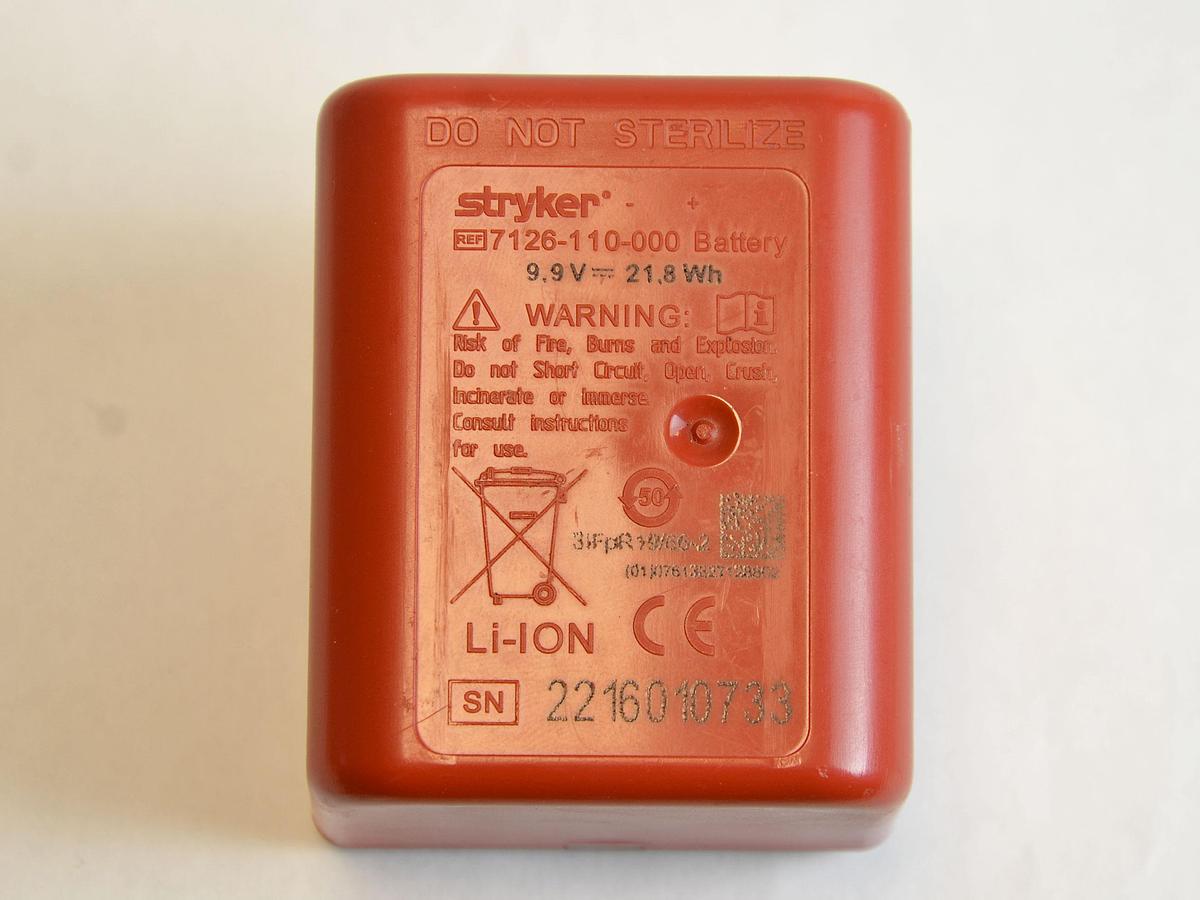 DO NOT STERILIZE
stryker® - +
REF 7126-110-000 Battery
9.9 V 21.8 Wh
WARNING:
Risk of Fire, Burns and Explosion.
Do not Short Circuit, Open, Crush,
Incinerate or Immerse.
Consult instructions
for use.
C
50
Li-ION CE
SN 2216010733